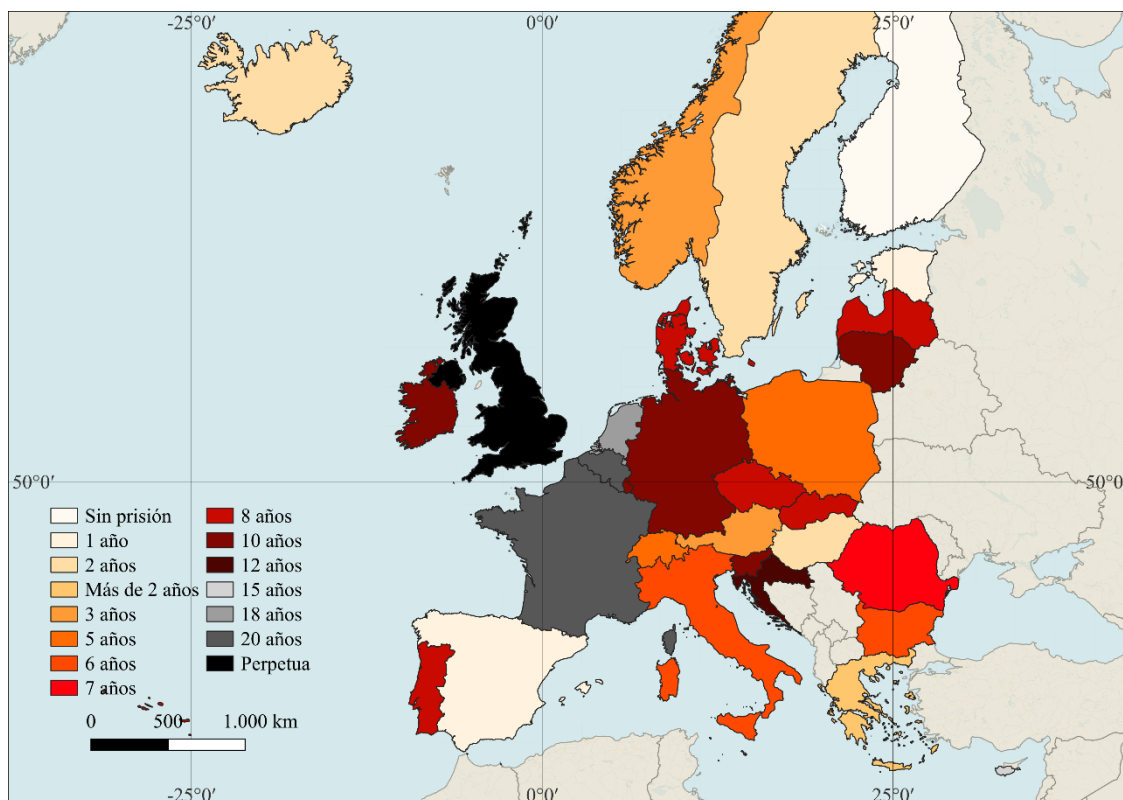 -25°0′ 0°0′ 25°0′
50°0′ 50°0′
Sin prisión
1 año
2 años
Más de 2 años
3 años
5 años
6 años
7 años
8 años
10 años
12 años
15 años
18 años
20 años
Perpetua
0 500 1.000 km
-25°0′ 0°0′ 25°0′